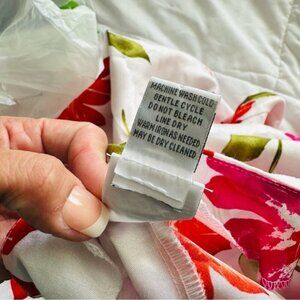 MACHINE WASH COLD
GENTLE CYCLE
DO NOT BLEACH
LINE DRY
WARM IRON AS NEEDED
MAY BE DRY CLEANED